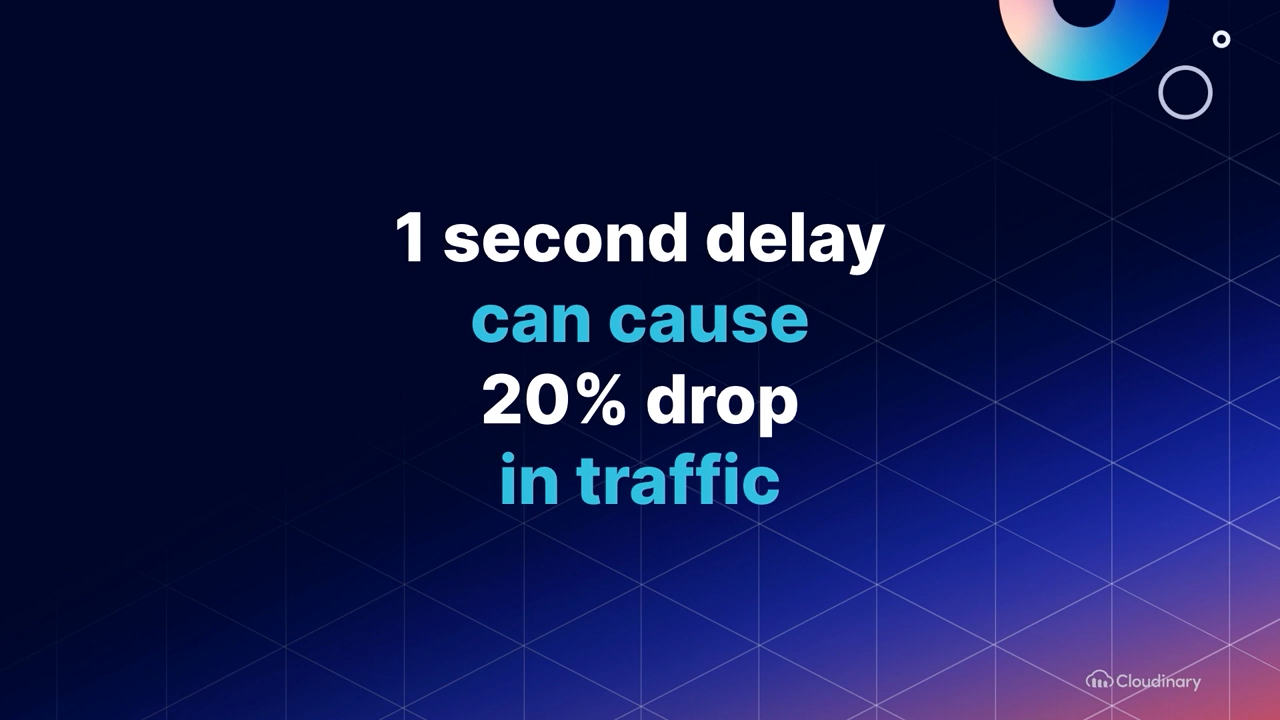 1 second delay
can cause
20% drop
in traffic
Cloudinary